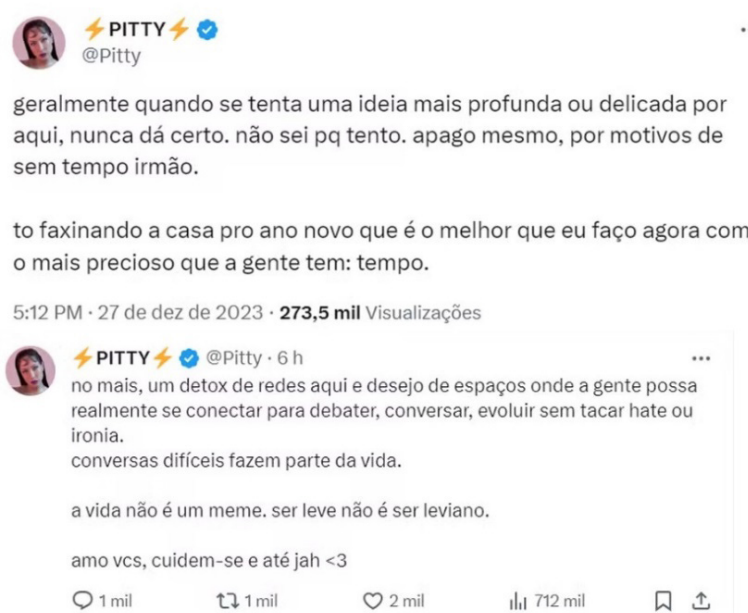 ⚡PITTY⚡
@Pitty
geralmente quando se tenta uma ideia mais profunda ou delicada por
aqui, nunca dá certo. não sei pq tento. apago mesmo, por motivos de
sem tempo irmão.
to faxinando a casa pro ano novo que é o melhor que eu faço agora com
o mais precioso que a gente tem: tempo.
5:12 PM · 27 de dez de 2023 · 273,5 mil Visualizações
⚡PITTY⚡ @Pitty · 6 h
no mais, um detox de redes aqui e desejo de espaços onde a gente possa
realmente se conectar para debater, conversar, evoluir sem tacar hate ou
ironia.
conversas difíceis fazem parte da vida.
a vida não é um meme. ser leve não é ser leviano.
amo vcs, cuidem-se e até jah <3
1 mil 1 mil 2 mil 712 mil